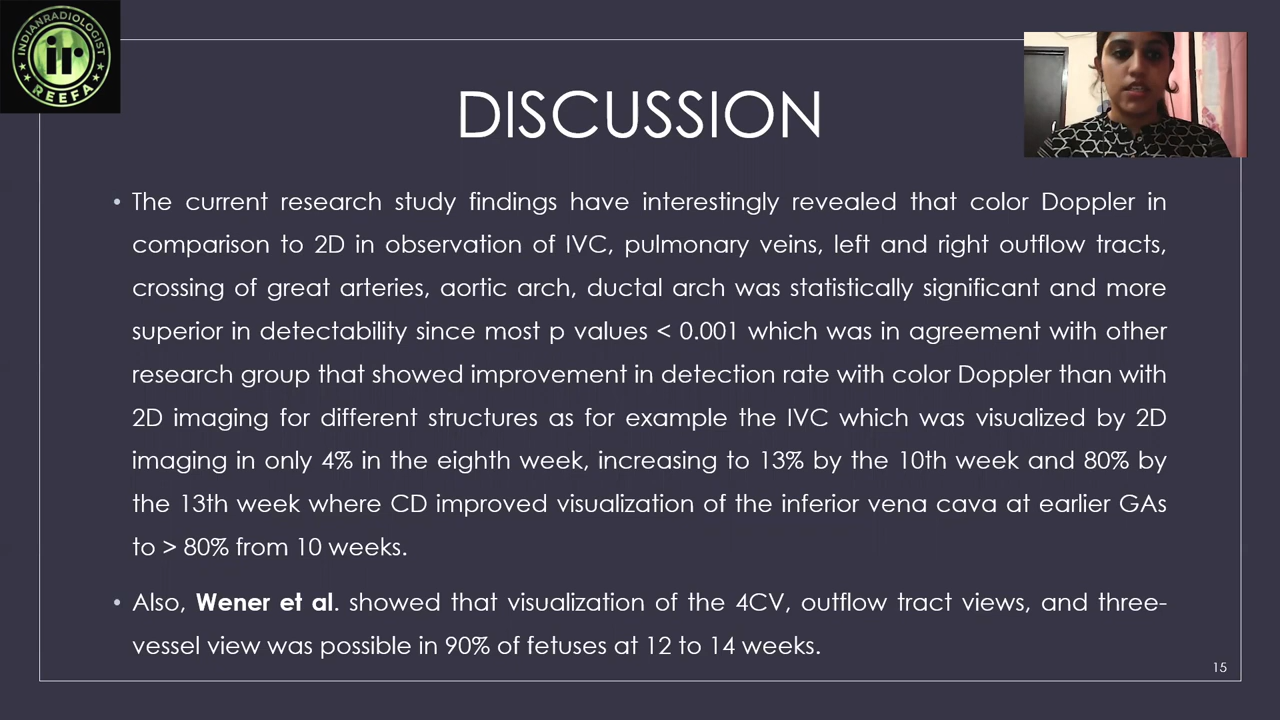 INDIANRADIOLOGIST
ir
REEFA
DISCUSSION
• The current research study findings have interestingly revealed that color Doppler in
comparison to 2D in observation of IVC, pulmonary veins, left and right outflow tracts,
crossing of great arteries, aortic arch, ductal arch was statistically significant and more
superior in detectability since most p values < 0.001 which was in agreement with other
research group that showed improvement in detection rate with color Doppler than with
2D imaging for different structures as for example the IVC which was visualized by 2D
imaging in only 4% in the eighth week, increasing to 13% by the 10th week and 80% by
the 13th week where CD improved visualization of the inferior vena cava at earlier GAs
to > 80% from 10 weeks.
• Also, Wener et al. showed that visualization of the 4CV, outflow tract views, and three-
vessel view was possible in 90% of fetuses at 12 to 14 weeks.
15